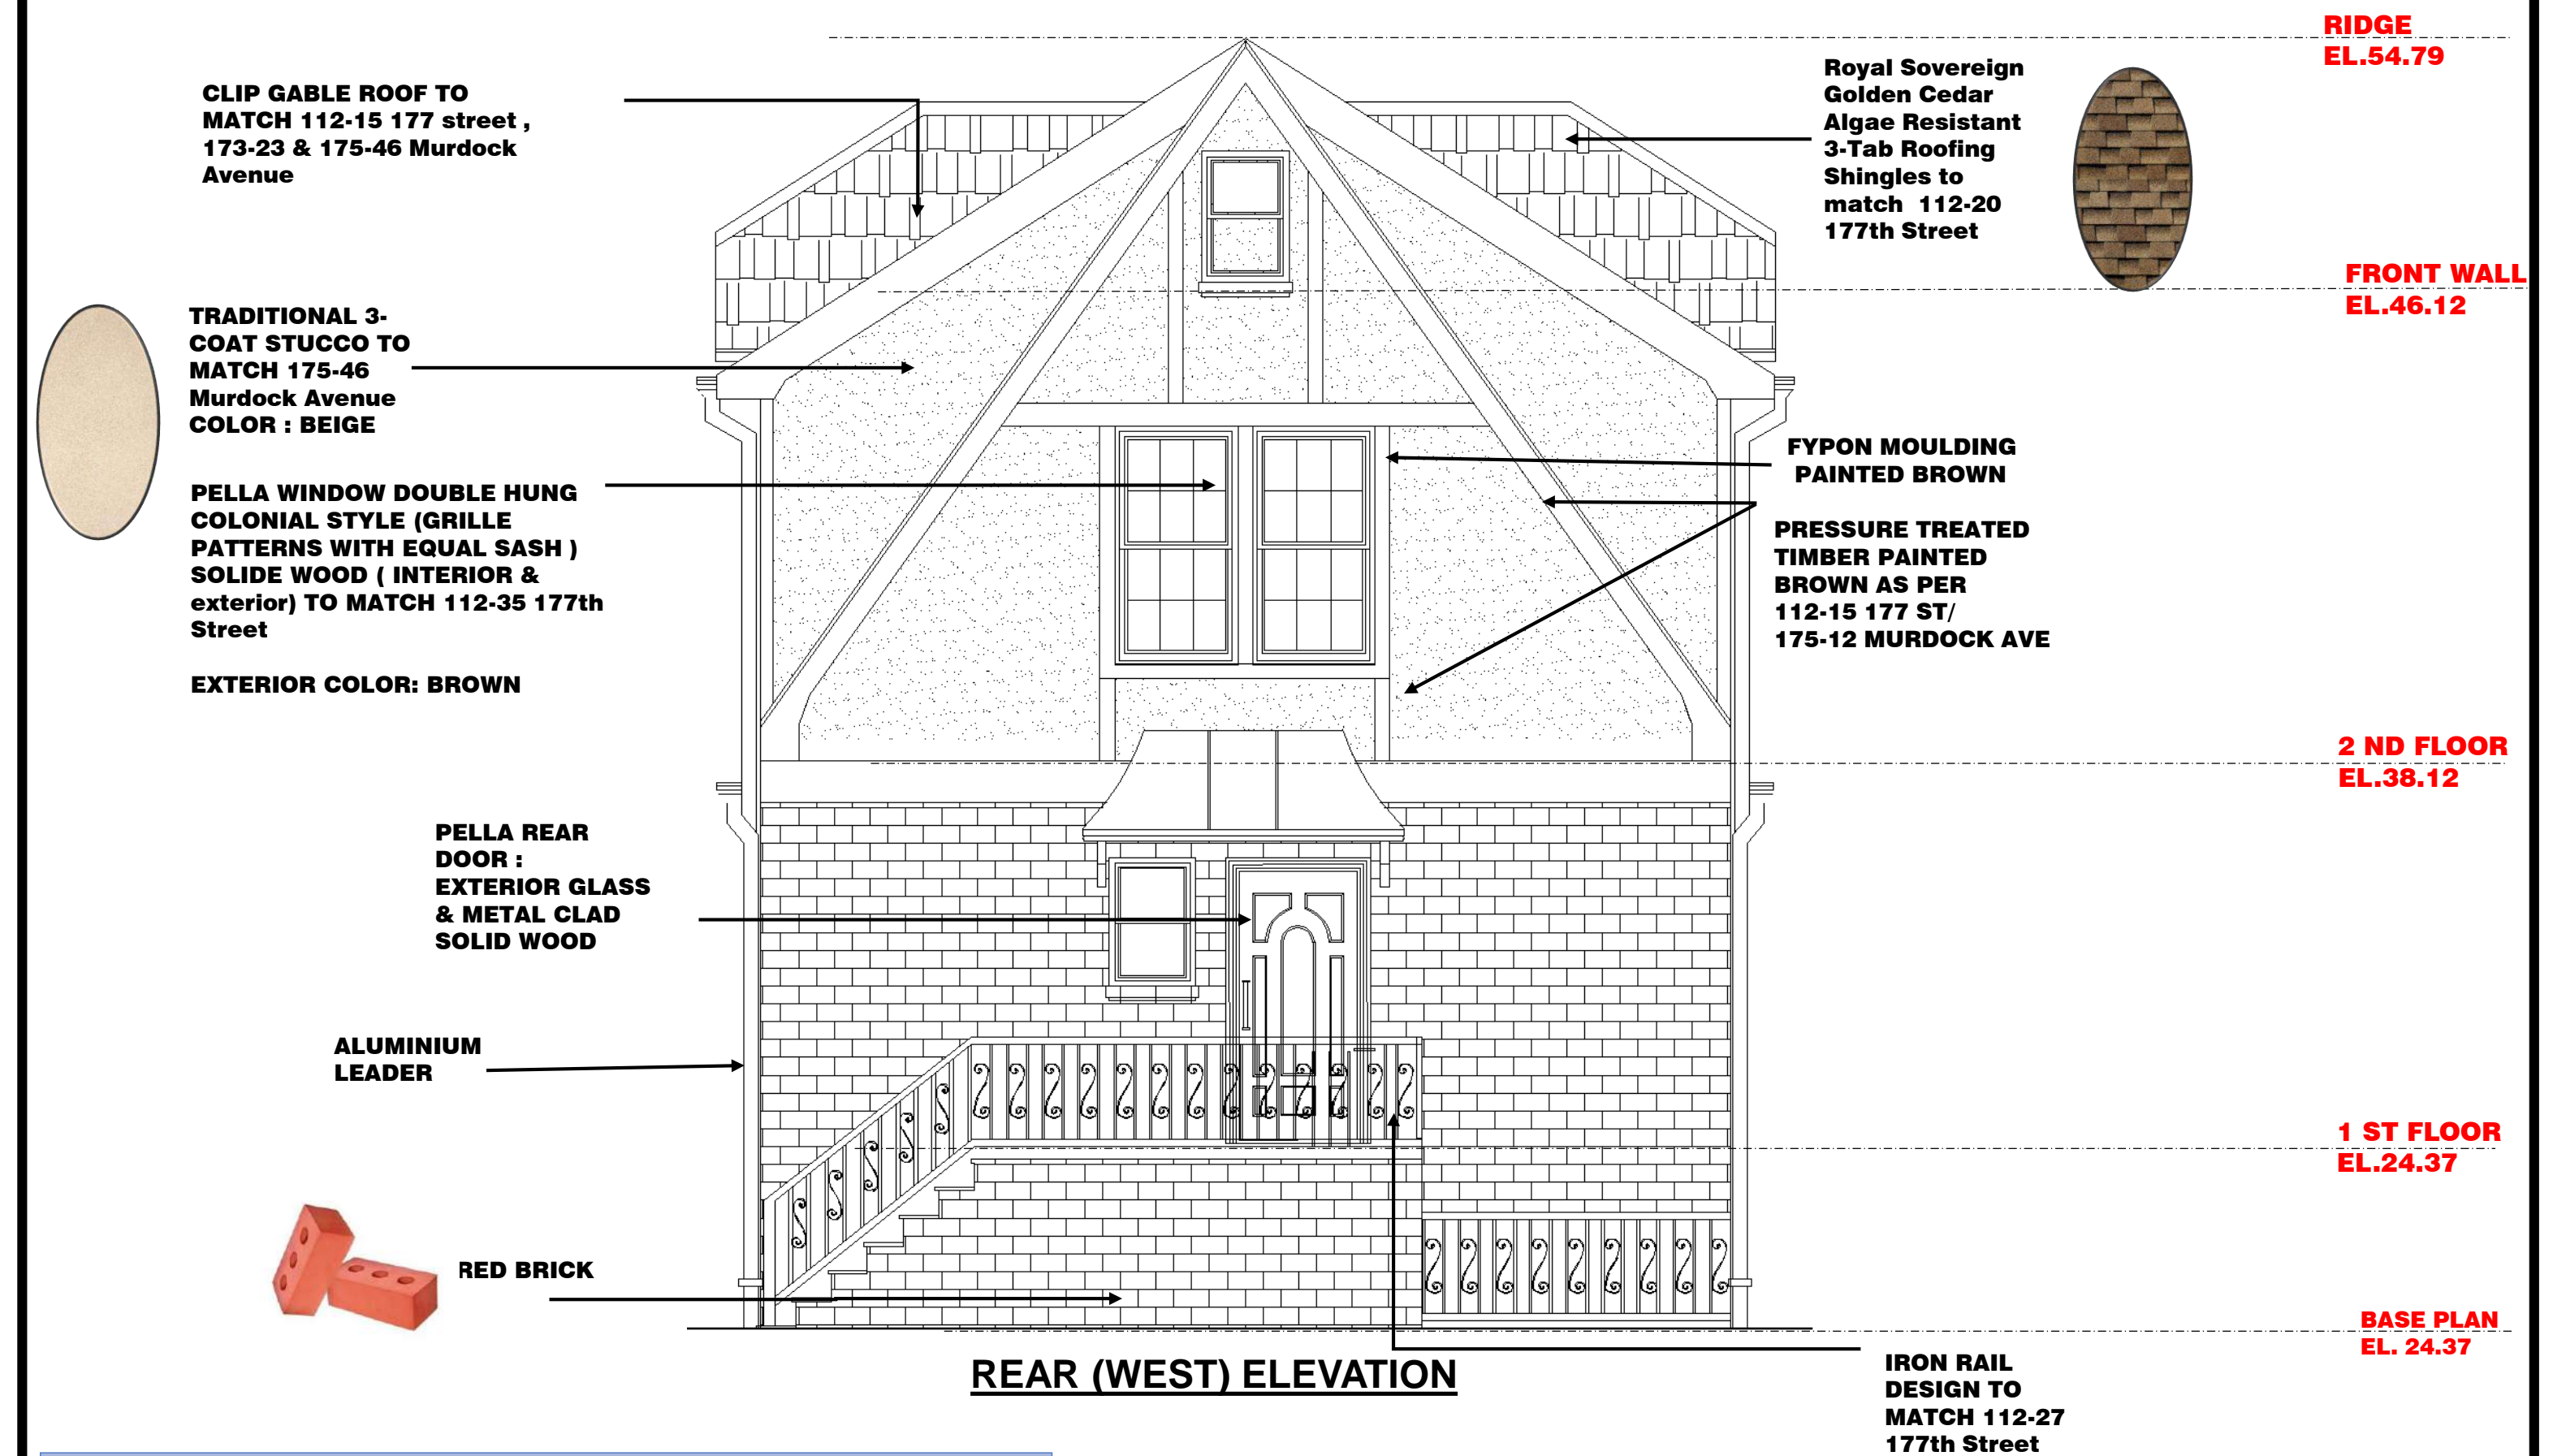 RIDGE
EL.54.79
CLIP GABLE ROOF TO
MATCH 112-15 177 street ,
173-23 & 175-46 Murdock
Avenue
Royal Sovereign
Golden Cedar
Algae Resistant
3-Tab Roofing
Shingles to
match 112-20
177th Street
FRONT WALL
EL.46.12
TRADITIONAL 3-
COAT STUCCO TO
MATCH 175-46
Murdock Avenue
COLOR : BEIGE
FYPON MOULDING
PAINTED BROWN
PELLA WINDOW DOUBLE HUNG
COLONIAL STYLE (GRILLE
PATTERNS WITH EQUAL SASH )
SOLIDE WOOD ( INTERIOR &
exterior) TO MATCH 112-35 177th
Street
EXTERIOR COLOR: BROWN
PRESSURE TREATED
TIMBER PAINTED
BROWN AS PER
112-15 177 ST/
175-12 MURDOCK AVE
2 ND FLOOR
EL.38.12
PELLA REAR
DOOR :
EXTERIOR GLASS
& METAL CLAD
SOLID WOOD
ALUMINIUM
LEADER
1 ST FLOOR
EL.24.37
RED BRICK
BASE PLAN
EL. 24.37
REAR (WEST) ELEVATION
IRON RAIL
DESIGN TO
MATCH 112-27
177th Street